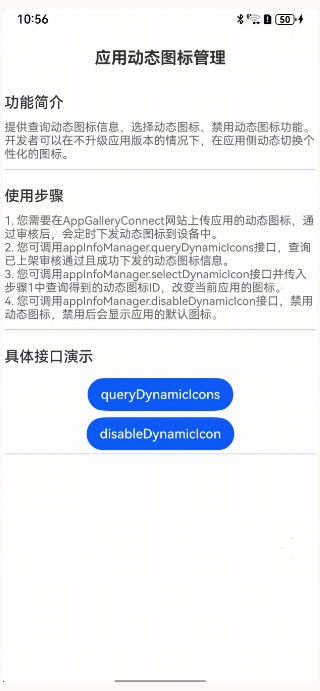 10:56
50
应用动态图标管理
功能简介
提供查询动态图标信息、选择动态图标、禁用动态图标功能。
开发者可以在不升级应用版本的情况下，在应用侧动态切换个
性化的图标。
使用步骤
1. 您需要在AppGalleryConnect网站上传应用的动态图标，通
过审核后，会定时下发动态图标到设备中。
2. 您可调用appInfoManager.queryDynamicIcons接口，查询
已上架审核通过且成功下发的动态图标信息。
3. 您可调用appInfoManager.selectDynamicIcon接口并传入
步骤1中查询得到的动态图标ID，改变当前应用的图标。
4. 您可调用appInfoManager.disableDynamicIcon接口，禁用
动态图标，禁用后会显示应用的默认图标。
具体接口演示
queryDynamicIcons
disableDynamicIcon